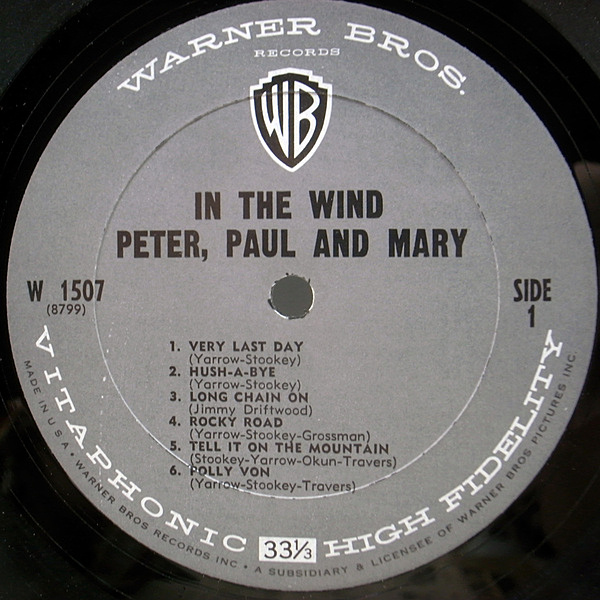 WARNER BROS.
RECORDS
WB
IN THE WIND
PETER, PAUL AND MARY
W 1507
(8799)
SIDE
1
1. VERY LAST DAY
(Yarrow-Stookey)
2. HUSH-A-BYE
(Yarrow-Stookey)
3. LONG CHAIN ON
(Jimmy Driftwood)
4. ROCKY ROAD
(Yarrow-Stookey-Grossman)
5. TELL IT ON THE MOUNTAIN
(Stookey-Yarrow-Okun-Travers)
6. POLLY VON
(Yarrow-Stookey-Travers)
VITAPHONIC 33⅓ HIGH FIDELITY
MADE IN U.S.A. • WARNER BROS RECORDS INC • A SUBSIDIARY & LICENSEE OF WARNER BROS PICTURES INC.